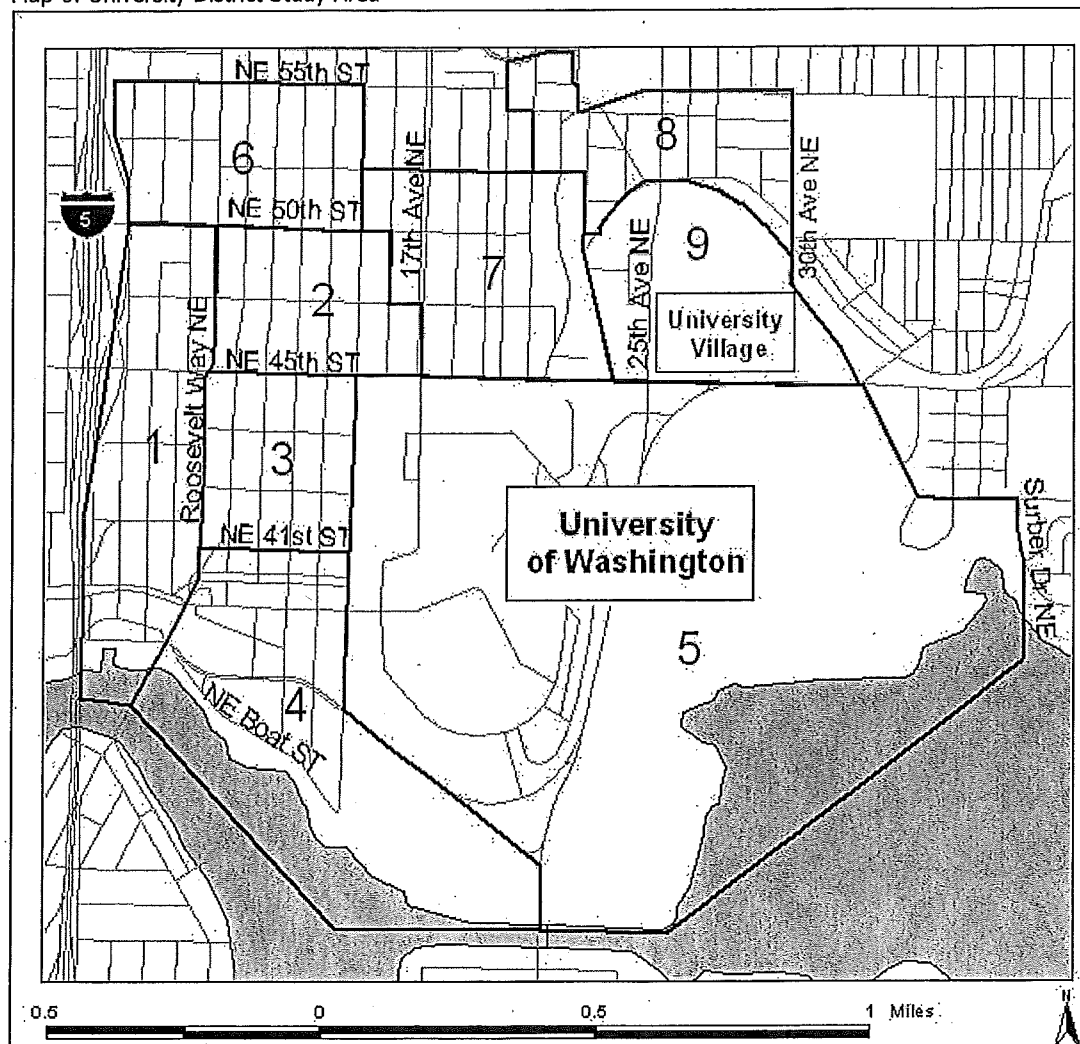 Map of University District Study Area
NE 55th ST
6
8
17th Ave NE
30th Ave NE
5
NE 50th ST
9
7
2
25th Ave NE
University
Village
Roosevelt Way NE
NE 45th ST
1
3
University
of Washington
Surber Dr NE
NE 41st ST
5
4
NE Boat ST
0.5 0 0.5 1 Miles
N